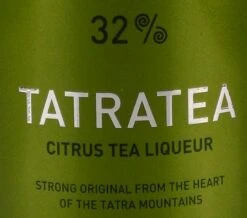 32%
TATRATEA
CITRUS TEA LIQUEUR
STRONG ORIGINAL FROM THE HEART
OF THE TATRA MOUNTAINS